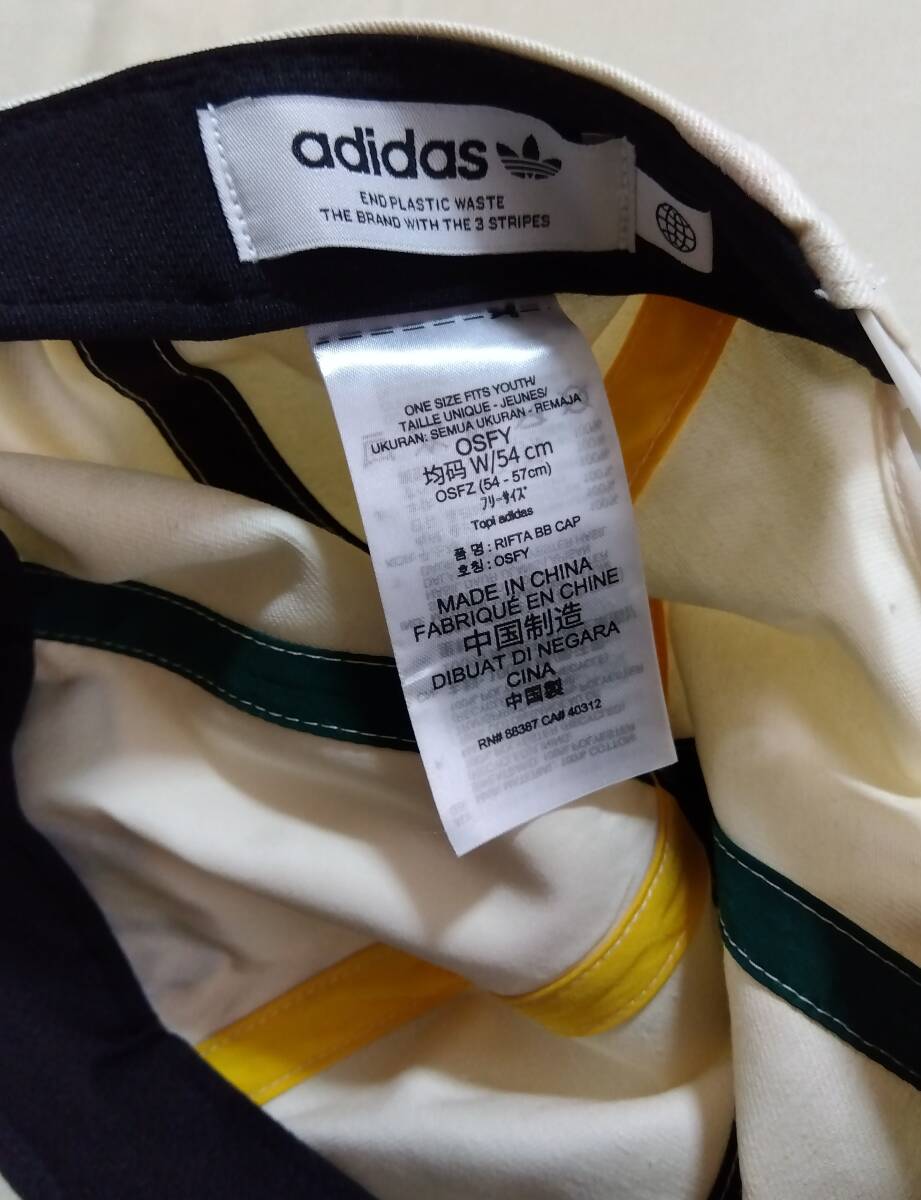 adidas
END PLASTIC WASTE
THE BRAND WITH THE 3 STRIPES
ONE SIZE FITS YOUTH/
TAILLE UNIQUE - JEUNES/
UKURAN: SEMUA UKURAN - REMAJA
OSFY
均码 W/54 cm
OSFZ (54 - 57cm)
フリーサイズ
Topi adidas
품 명 : RIFTA BB CAP
호칭 : OSFY
MADE IN CHINA
FABRIQUÉ EN CHINE
中国制造
DIBUAT DI NEGARA
CINA
中国製
RN# 88387 CA# 40312